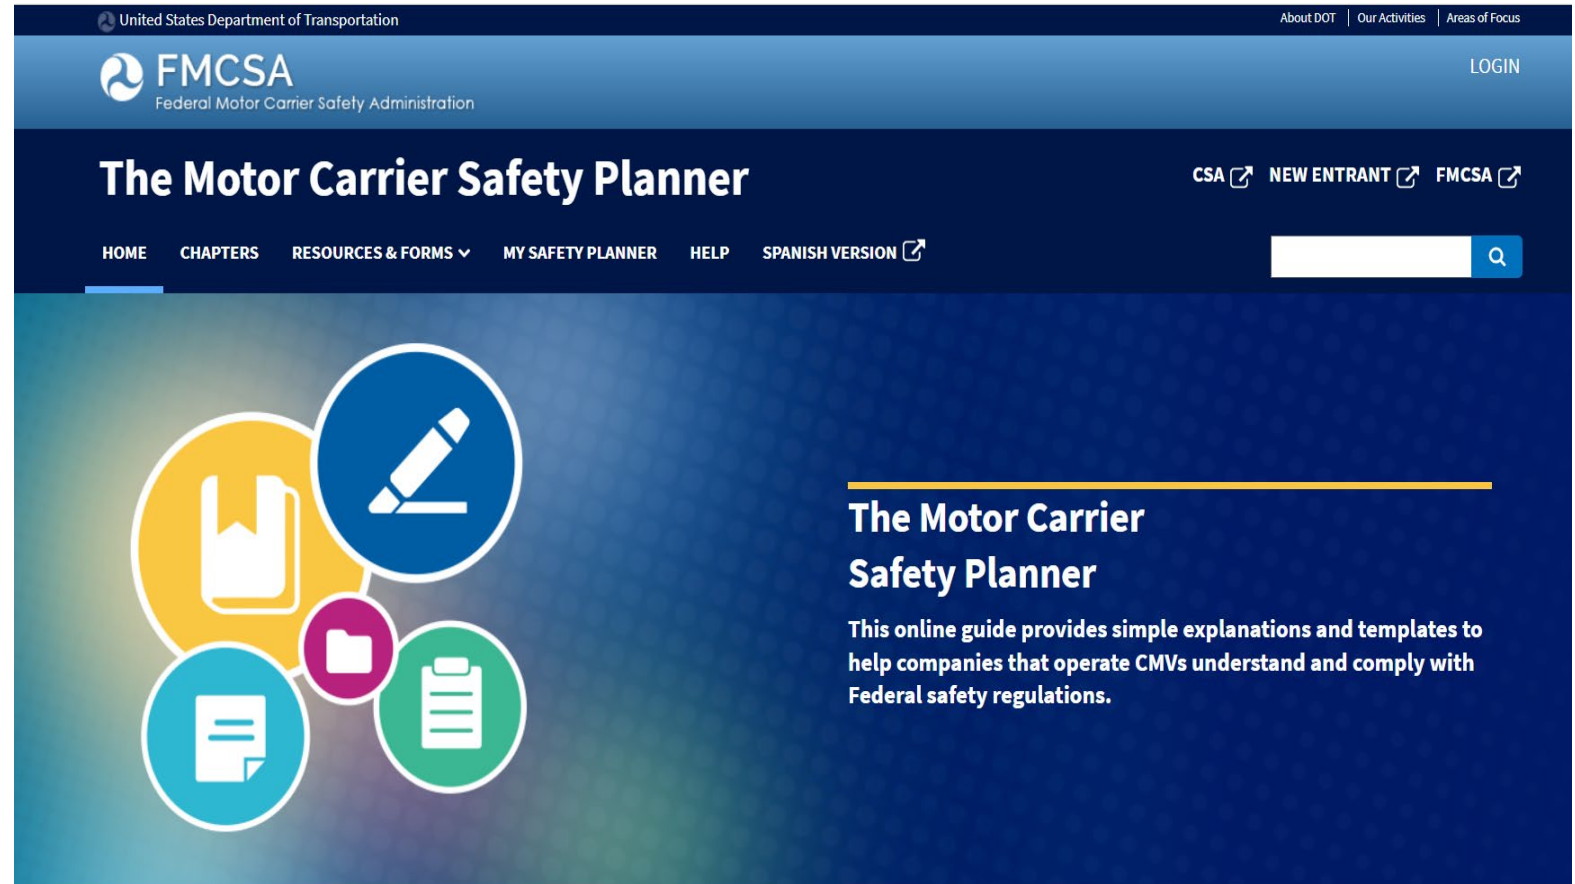 United States Department of Transportation
About DOT | Our Activities | Areas of Focus
FMCSA
Federal Motor Carrier Safety Administration
LOGIN
The Motor Carrier Safety Planner
CSA NEW ENTRANT FMCSA
HOME CHAPTERS RESOURCES & FORMS MY SAFETY PLANNER HELP SPANISH VERSION
The Motor Carrier
Safety Planner
This online guide provides simple explanations and templates to
help companies that operate CMVs understand and comply with
Federal safety regulations.